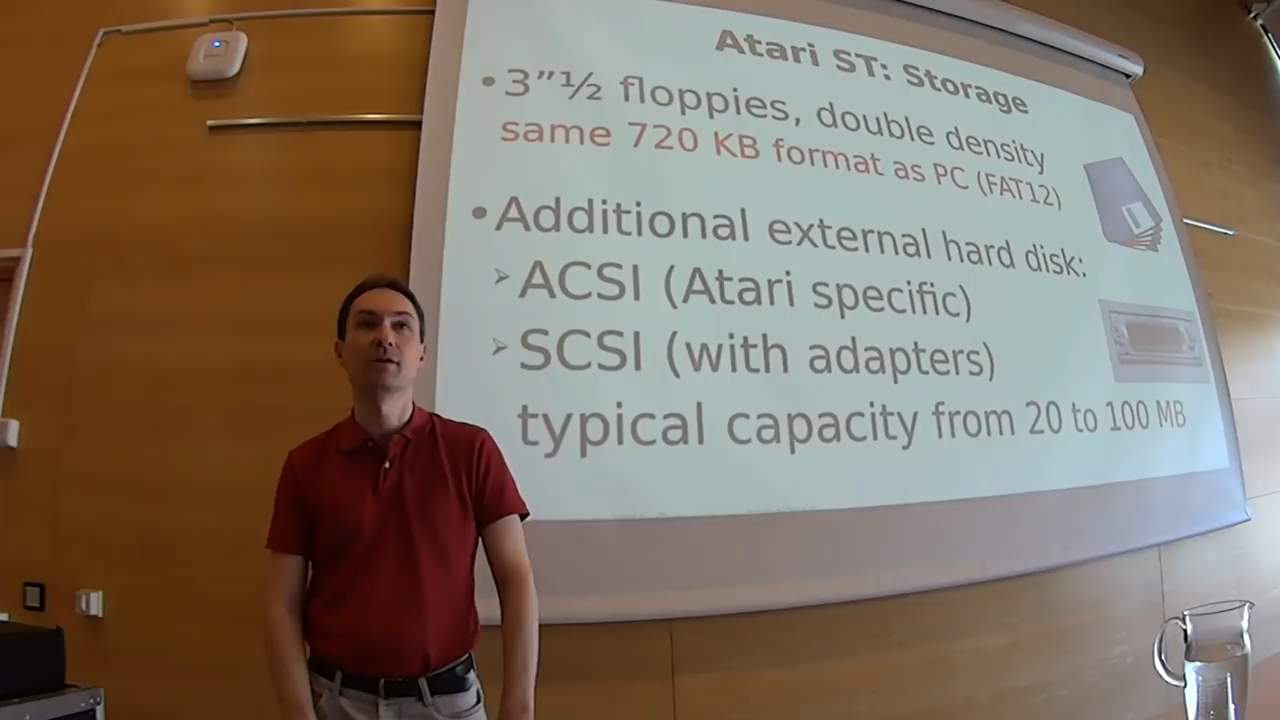 Atari ST: Storage
•3”½ floppies, double density
same 720 KB format as PC (FAT12)
•Additional external hard disk:
➢ACSI (Atari specific)
➢SCSI (with adapters)
typical capacity from 20 to 100 MB